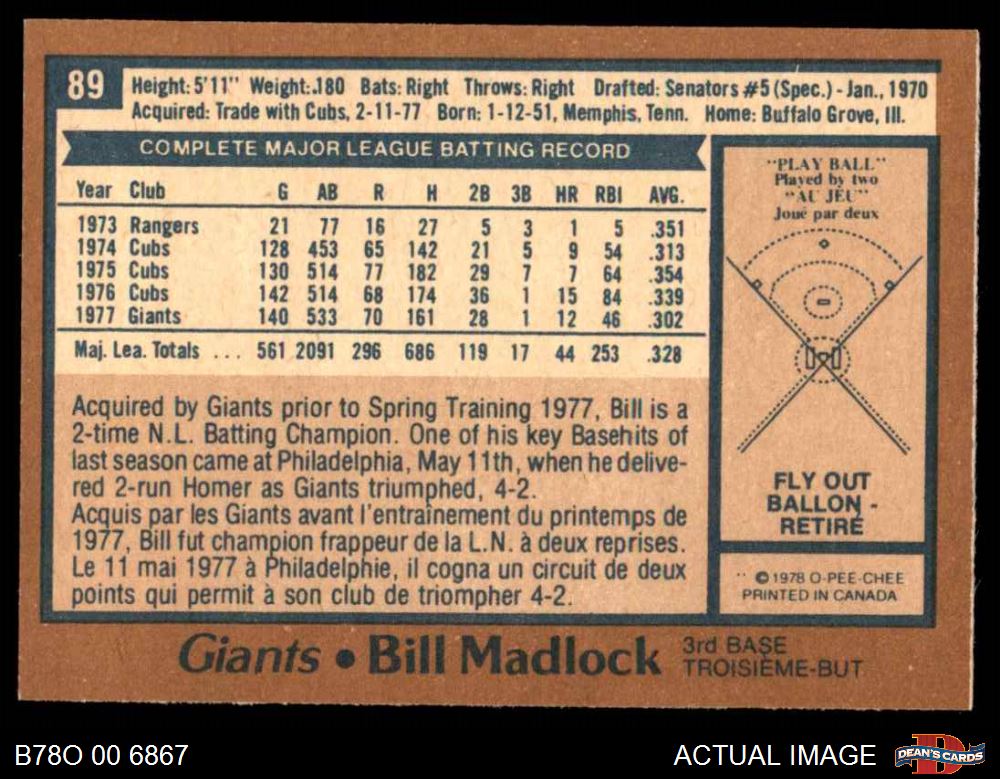 89
Height: 5'11" Weight: 180 Bats: Right Throws: Right Drafted: Senators #5 (Spec.) - Jan., 1970
Acquired: Trade with Cubs, 2-11-77 Born: 1-12-51, Memphis, Tenn. Home: Buffalo Grove, Ill.
COMPLETE MAJOR LEAGUE BATTING RECORD
Year Club G AB R H 2B 3B HR RBI AVG.
1973 Rangers 21 77 16 27 5 3 1 5 .351
1974 Cubs 128 453 65 142 21 5 9 54 .313
1975 Cubs 130 514 77 182 29 7 7 64 .354
1976 Cubs 142 514 68 174 36 1 15 84 .339
1977 Giants 140 533 70 161 28 1 12 46 .302
Maj. Lea. Totals ... 561 2091 296 686 119 17 44 253 .328
Acquired by Giants prior to Spring Training 1977, Bill is a
2-time N.L. Batting Champion. One of his key Basehits of
last season came at Philadelphia, May 11th, when he delive-
red 2-run Homer as Giants triumphed, 4-2.
Acquis par les Giants avant l'entraînement du printemps de
1977, Bill fut champion frappeur de la L.N. à deux reprises.
Le 11 mai 1977 à Philadelphie, il cogna un circuit de deux
points qui permit à son club de triompher 4-2.
"PLAY BALL"
Played by two
"AU JEU"
Joué par deux
FLY OUT
BALLON -
RETIRÉ
© 1978 O-PEE-CHEE
PRINTED IN CANADA
Giants • Bill Madlock
3rd BASE
TROISIÈME-BUT
B78O 00 6867
ACTUAL IMAGE
DEAN'S CARDS